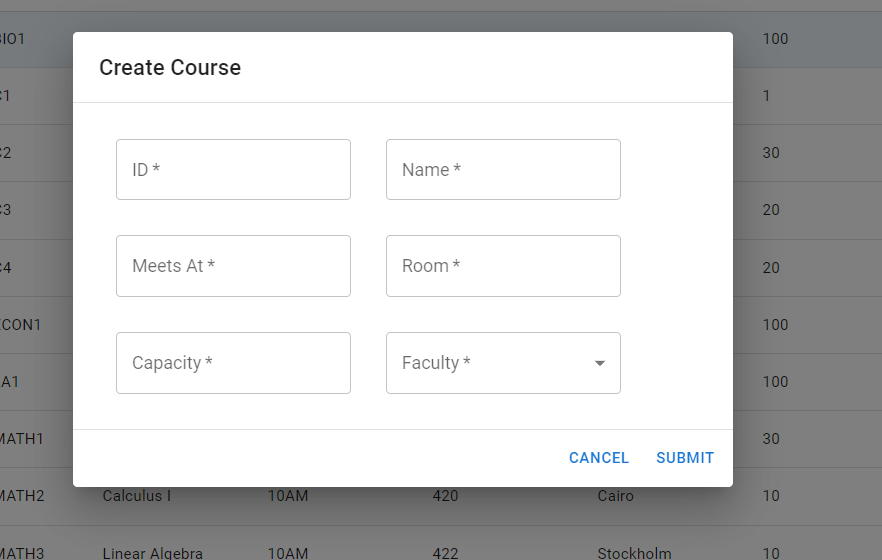 BIO1 100
Create Course
C1 1
ID * Name *
C2 30
C3 20
Meets At * Room *
C4 20
ECON1 100
Capacity * Faculty *
A1 100
MATH1 30
CANCEL SUBMIT
MATH2 Calculus I 10AM 420 Cairo 10
MATH3 Linear Algebra 10AM 422 Stockholm 10